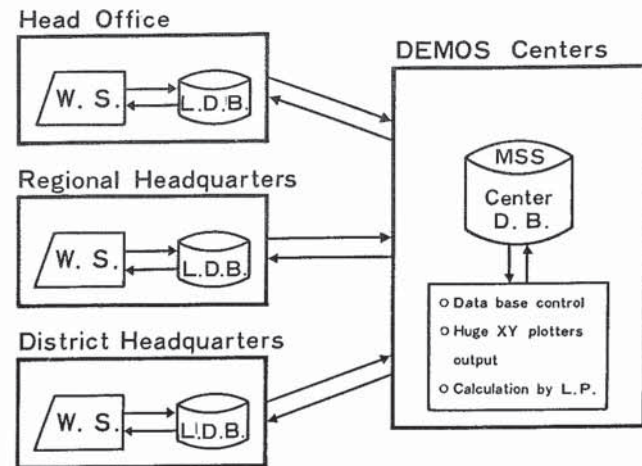 Head Office
W. S.
L.D.B.
DEMOS Centers
MSS
Center
D. B.
Regional Headquarters
W. S.
L.D.B.
○ Data base control
○ Huge XY plotters
output
○ Calculation by L.P.
District Headquarters
W. S.
L.D.B.